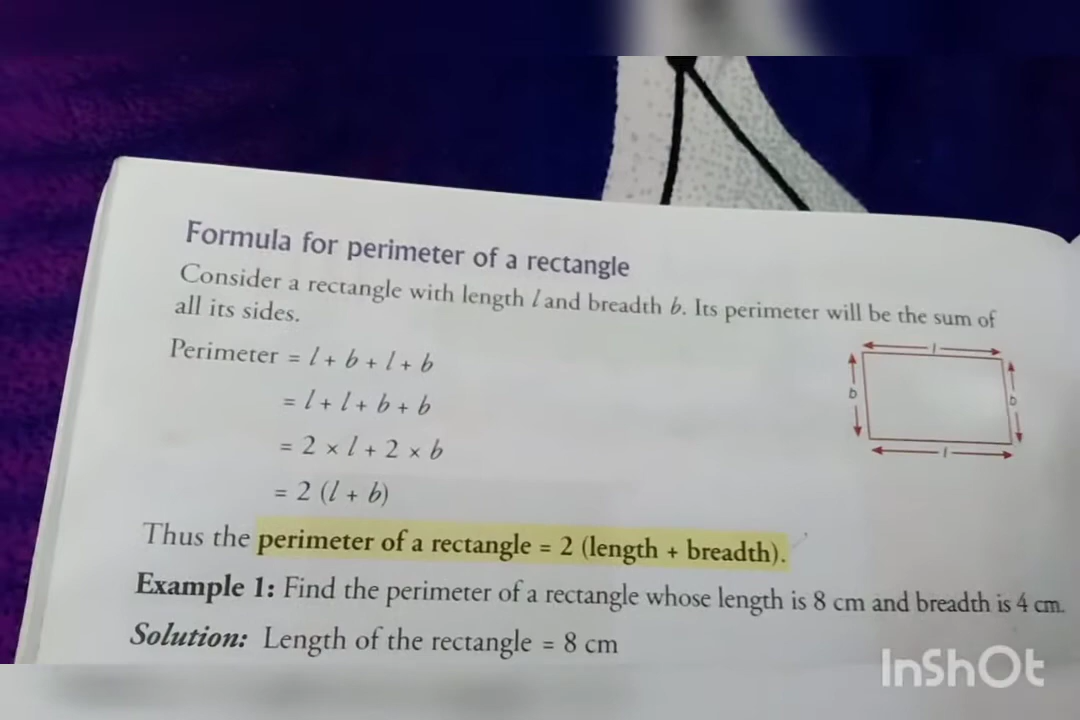 Formula for perimeter of a rectangle
Consider a rectangle with length l and breadth b. Its perimeter will be the sum of
all its sides.
Perimeter = l + b + l + b
= l + l + b + b
= 2 × l + 2 × b
= 2 (l + b)
l
b
b
l
Thus the perimeter of a rectangle = 2 (length + breadth).
Example 1: Find the perimeter of a rectangle whose length is 8 cm and breadth is 4 cm.
Solution: Length of the rectangle = 8 cm
InShOt